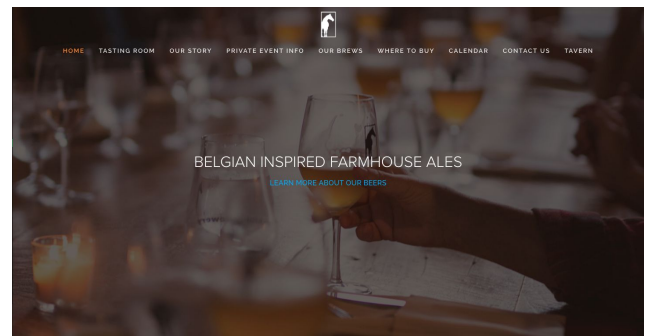 HOME TASTING ROOM OUR STORY PRIVATE EVENT INFO OUR BREWS WHERE TO BUY CALENDAR CONTACT US TAVERN
BELGIAN INSPIRED FARMHOUSE ALES
LEARN MORE ABOUT OUR BEERS